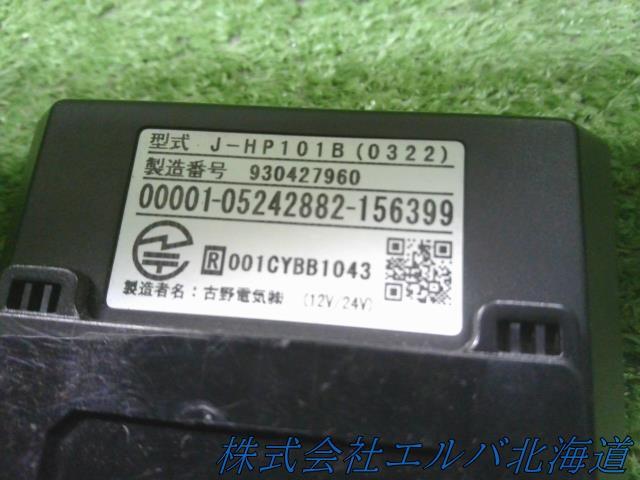 型式 J-HP101B(0322)
製造番号 930427960
00001-05242882-156399
R 001CYBB1043
製造者名：古野電気㈱ (12V/24V)
株式会社エルバ北海道